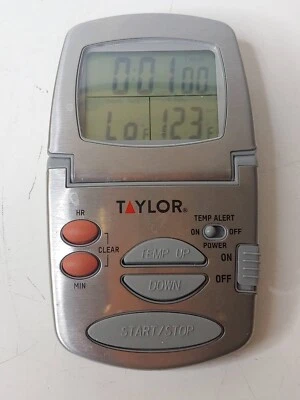 0:01 00
Lo F 123 F
TAYLOR®
HR
CLEAR
MIN
TEMP ALERT
ON OFF
POWER
ON
OFF
TEMP UP
DOWN
START/STOP